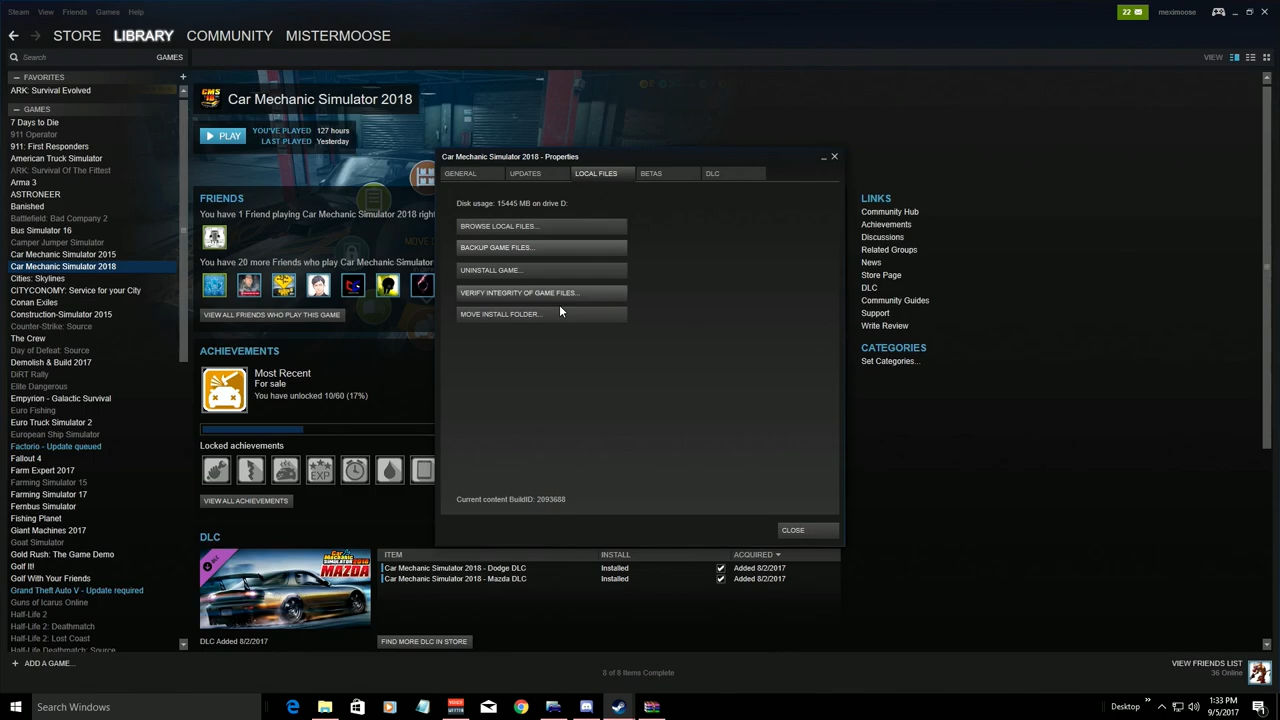 Steam View Friends Games Help
22
meximoose
STORE LIBRARY COMMUNITY MISTERMOOSE
Search GAMES
VIEW
FAVORITES
ARK: Survival Evolved
GAMES
7 Days to Die
911 Operator
911: First Responders
American Truck Simulator
ARK: Survival Of The Fittest
Arma 3
ASTRONEER
Banished
Battlefield: Bad Company 2
Bus Simulator 16
Camper Jumper Simulator
Car Mechanic Simulator 2015
Car Mechanic Simulator 2018
Cities: Skylines
CITYCONOMY: Service for your City
Conan Exiles
Construction-Simulator 2015
Counter-Strike: Source
The Crew
Day of Defeat: Source
Demolish & Build 2017
DiRT Rally
Elite Dangerous
Empyrion - Galactic Survival
Euro Fishing
Euro Truck Simulator 2
European Ship Simulator
Factorio - Update queued
Fallout 4
Farm Expert 2017
Farming Simulator 15
Farming Simulator 17
Fernbus Simulator
Fishing Planet
Giant Machines 2017
Goat Simulator
Gold Rush: The Game Demo
Golf It!
Golf With Your Friends
Grand Theft Auto V - Update required
Guns of Icarus Online
Half-Life 2
Half-Life 2: Deathmatch
Half-Life 2: Lost Coast
Half-Life Deathmatch: Source
ADD A GAME...
CMS 18
Car Mechanic Simulator 2018
PLAY
YOU'VE PLAYED 127 hours
LAST PLAYED Yesterday
FRIENDS
You have 1 Friend playing Car Mechanic Simulator 2018 right
You have 20 more Friends who play Car Mechanic Simulator
VIEW ALL FRIENDS WHO PLAY THIS GAME
ACHIEVEMENTS
Most Recent
For sale
You have unlocked 10/60 (17%)
Locked achievements
EXP
VIEW ALL ACHIEVEMENTS
DLC
DLC
Car Mechanic Simulator 2018
MAZDA
DLC Added 8/2/2017
ITEM INSTALL ACQUIRED
Car Mechanic Simulator 2018 - Dodge DLC Installed Added 8/2/2017
Car Mechanic Simulator 2018 - Mazda DLC Installed Added 8/2/2017
FIND MORE DLC IN STORE
Car Mechanic Simulator 2018 - Properties
GENERAL UPDATES LOCAL FILES BETAS DLC
Disk usage: 15445 MB on drive D:
BROWSE LOCAL FILES...
BACKUP GAME FILES...
UNINSTALL GAME...
VERIFY INTEGRITY OF GAME FILES...
MOVE INSTALL FOLDER...
Current content BuildID: 2093688
CLOSE
LINKS
Community Hub
Achievements
Discussions
Related Groups
News
Store Page
DLC
Community Guides
Support
Write Review
CATEGORIES
Set Categories...
8 of 8 Items Complete
VIEW FRIENDS LIST
36 Online
Search Windows
Desktop
1:33 PM
9/5/2017